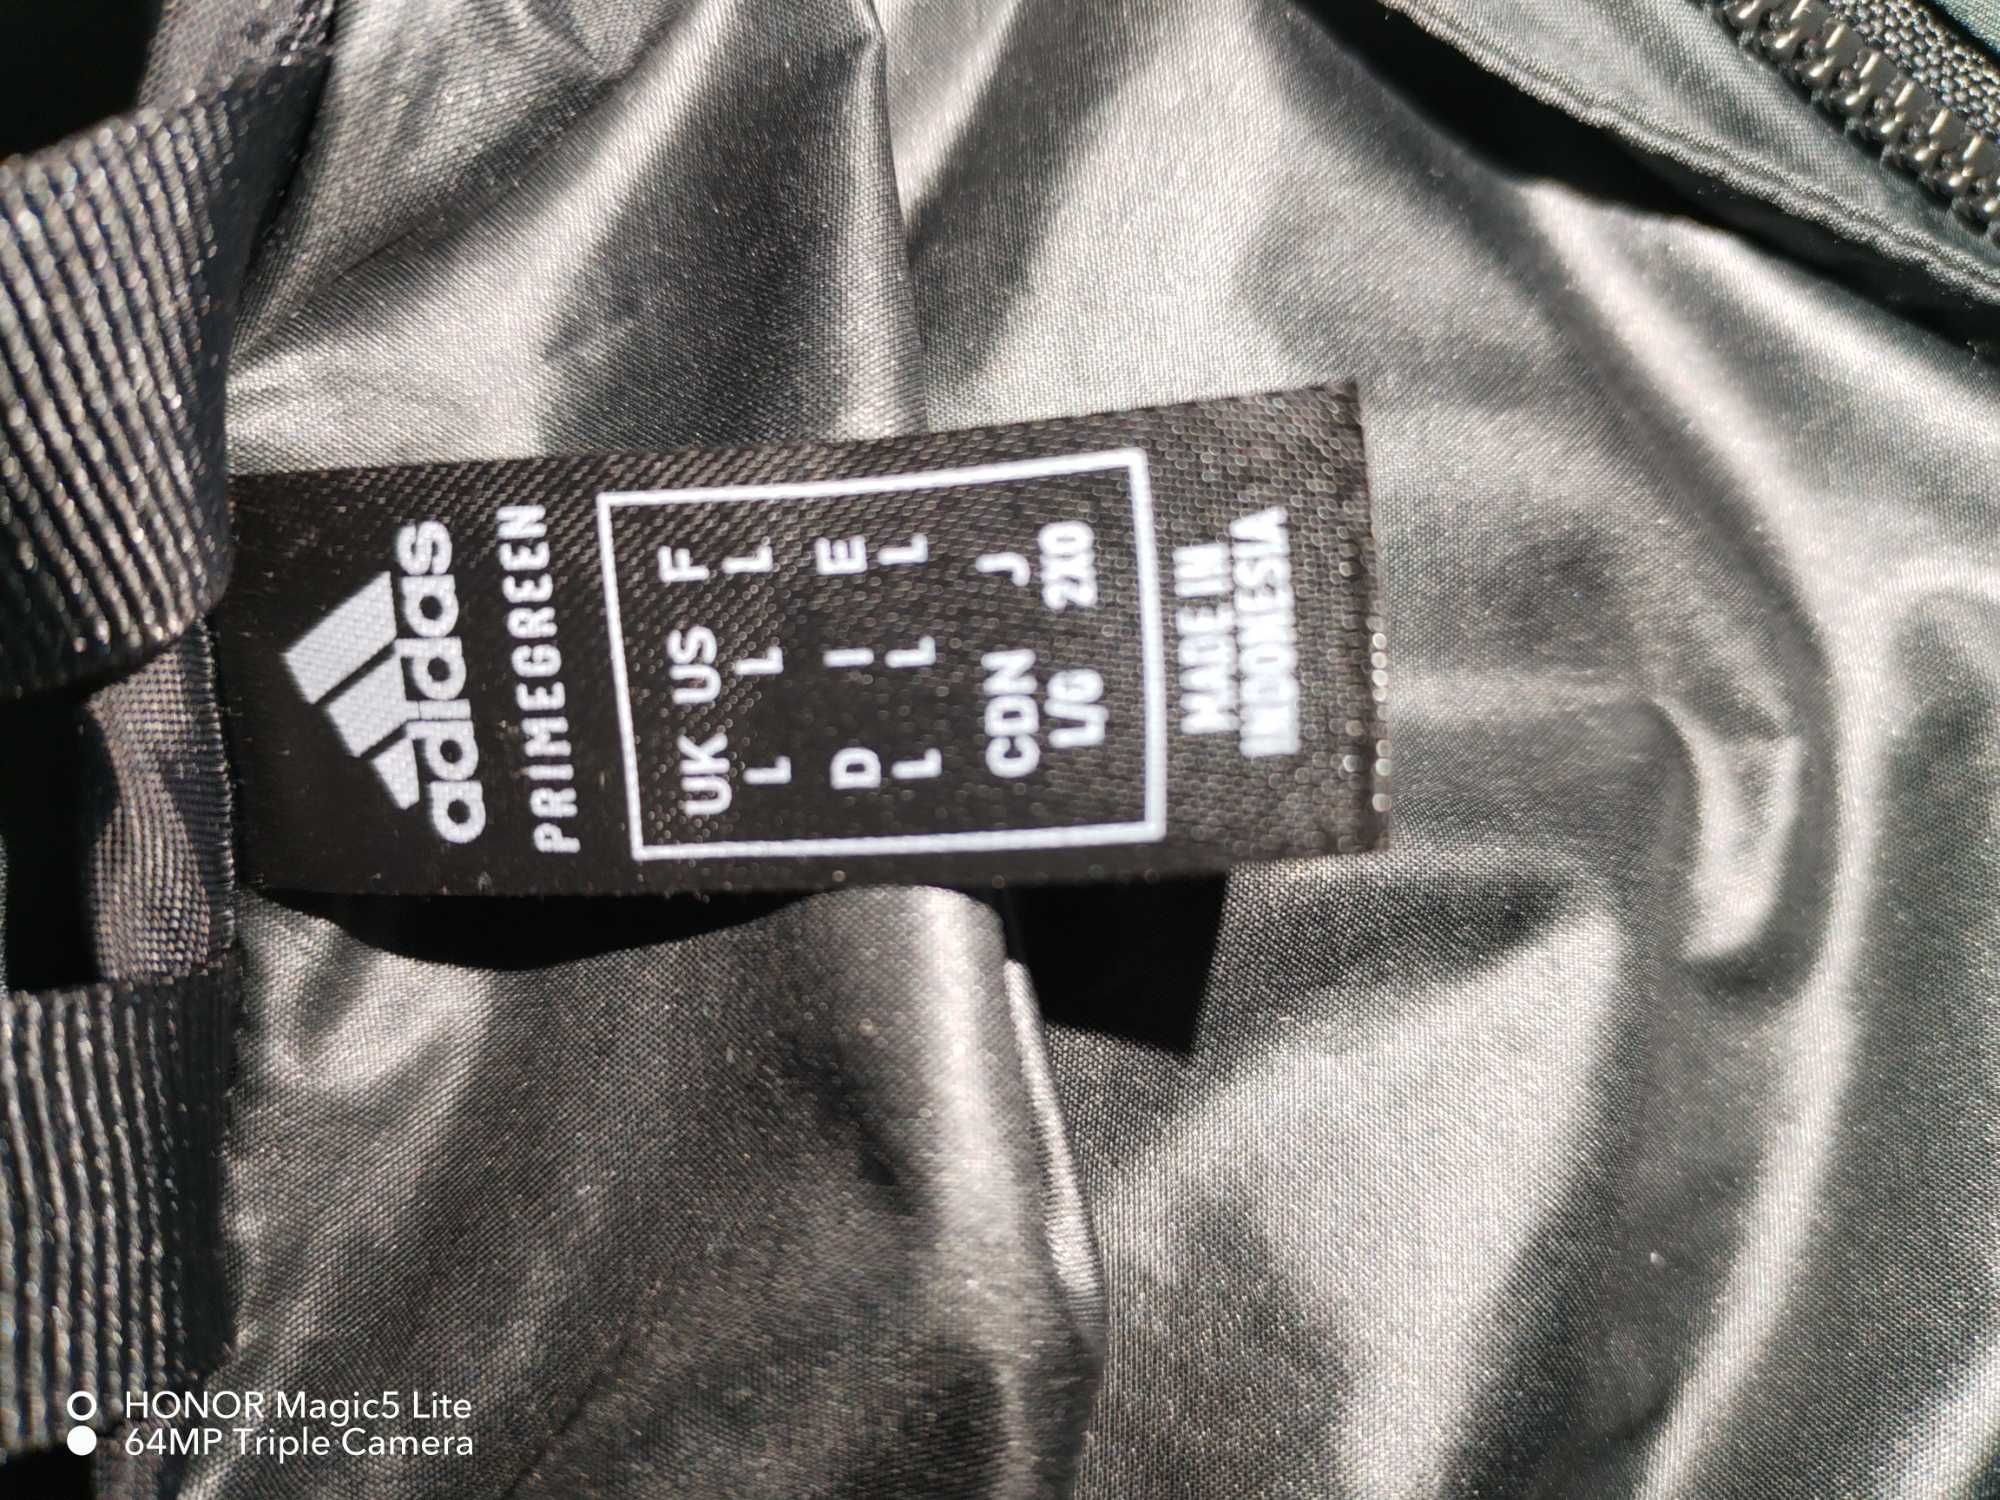 adidas
PRIMEGREEN
UK US F
L L L
D I E
L L L
CDN J
L/G 2XO
MADE IN
INDONESIA
HONOR Magic5 Lite
64MP Triple Camera